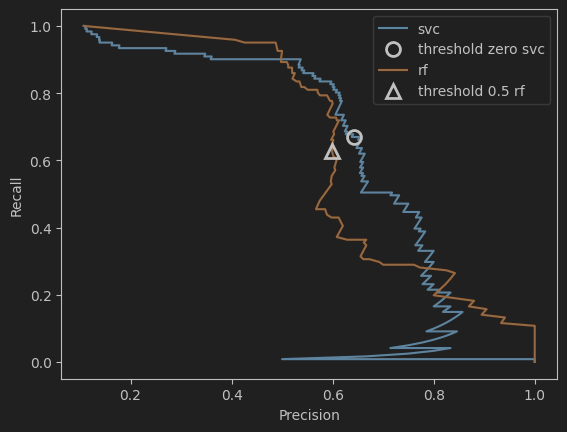 1.0
0.8
0.6
0.4
0.2
0.0
Recall
svc
threshold zero svc
rf
threshold 0.5 rf
0.2 0.4 0.6 0.8 1.0
Precision